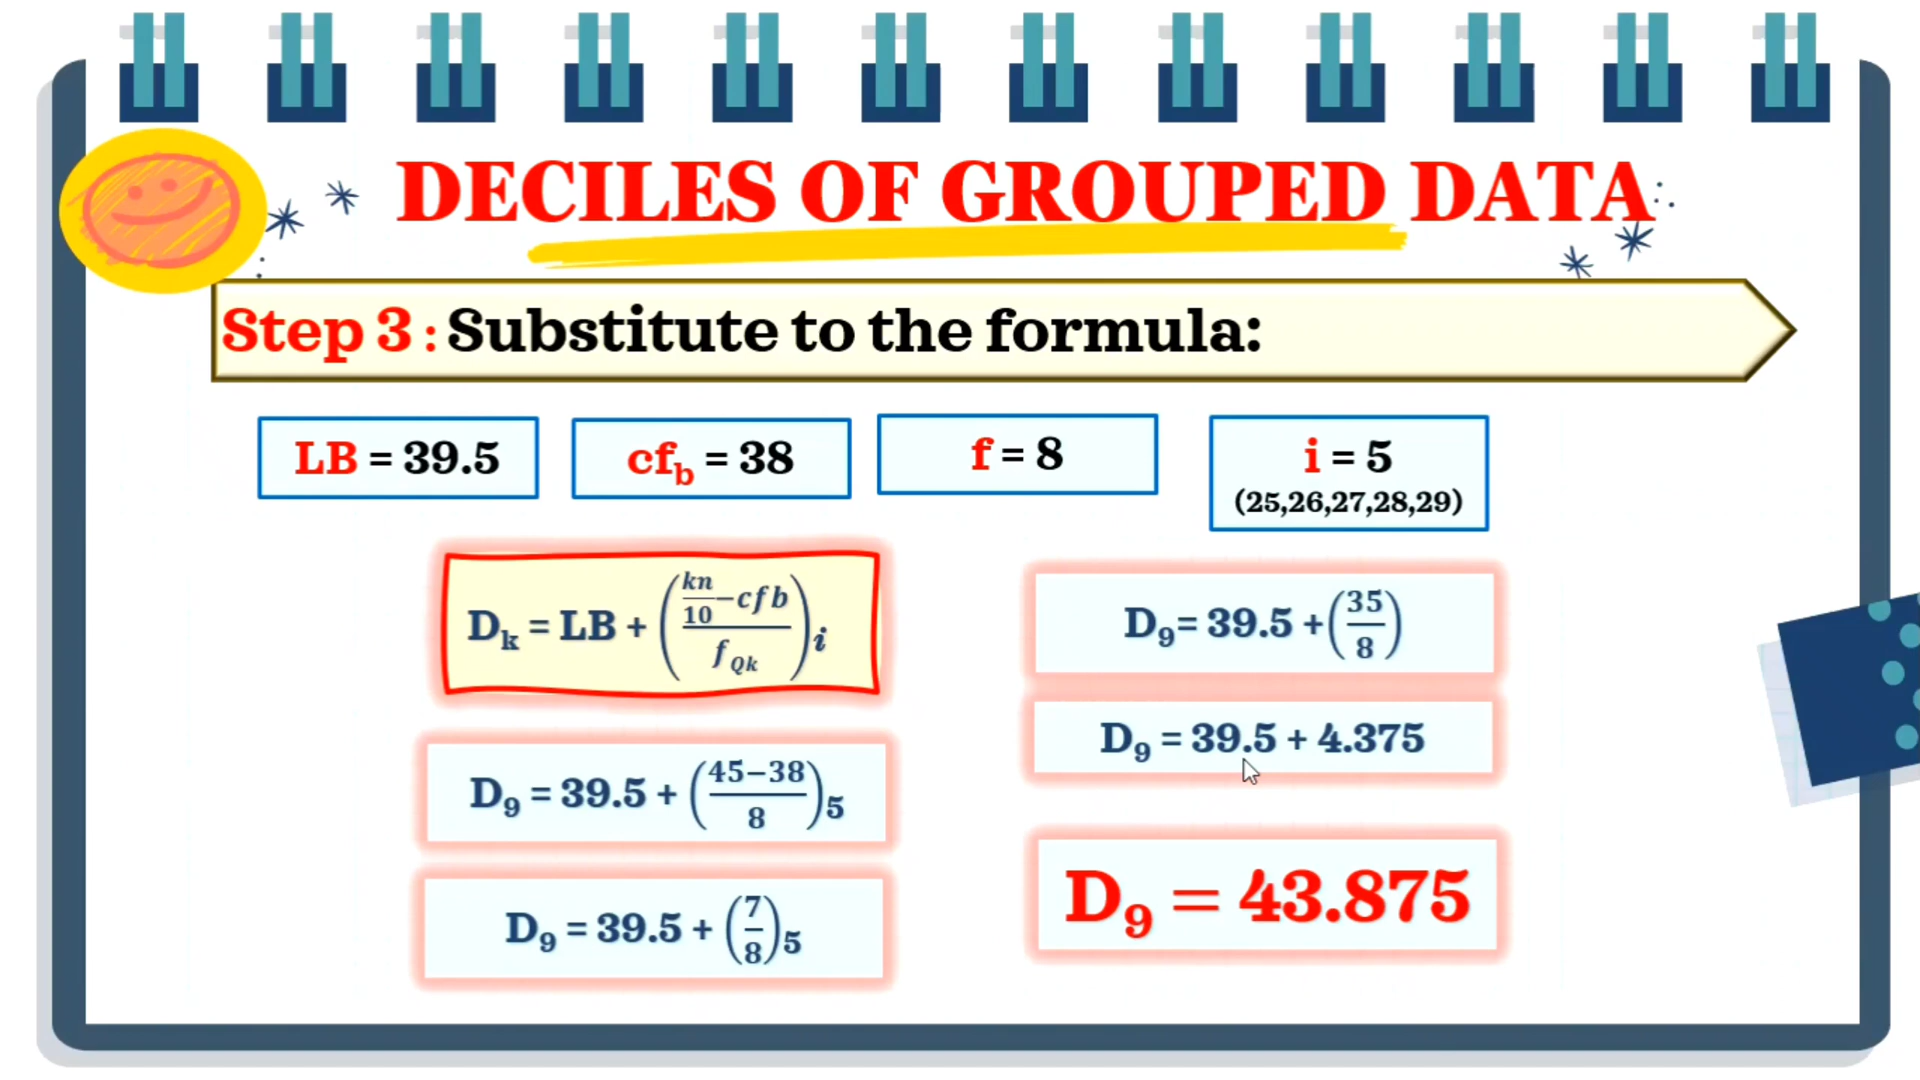 DECILES OF GROUPED DATA
Step 3 : Substitute to the formula:
LB = 39.5
cf_b = 38
f = 8
i = 5
(25,26,27,28,29)
D_k = LB + ((kn/10 − cfb)/f_Qk) i
D_9 = 39.5 + ((45−38)/8) 5
D_9 = 39.5 + (7/8) 5
D_9= 39.5 +(35/8)
D_9 = 39.5 + 4.375
D_9 = 43.875